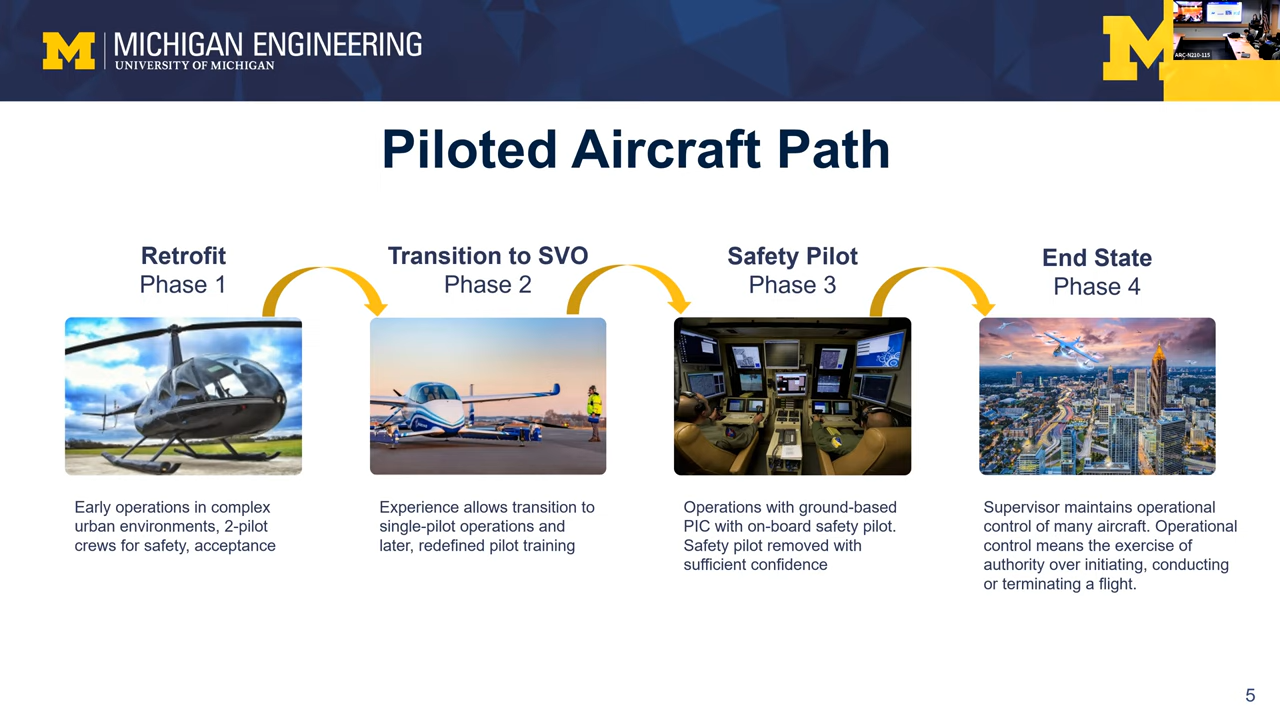 M MICHIGAN ENGINEERING
UNIVERSITY OF MICHIGAN
M
ARC-N210-115
Piloted Aircraft Path
Retrofit
Phase 1
Transition to SVO
Phase 2
Safety Pilot
Phase 3
End State
Phase 4
Early operations in complex
urban environments, 2-pilot
crews for safety, acceptance
Experience allows transition to
single-pilot operations and
later, redefined pilot training
Operations with ground-based
PIC with on-board safety pilot.
Safety pilot removed with
sufficient confidence
Supervisor maintains operational
control of many aircraft. Operational
control means the exercise of
authority over initiating, conducting
or terminating a flight.
5